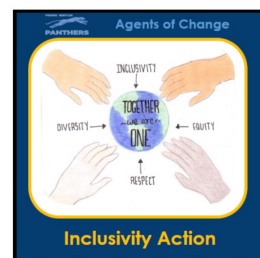 PANTHERS
Agents of Change
INCLUSIVITY
TOGETHER
we are
ONE
DIVERSITY
EQUITY
RESPECT
Inclusivity Action